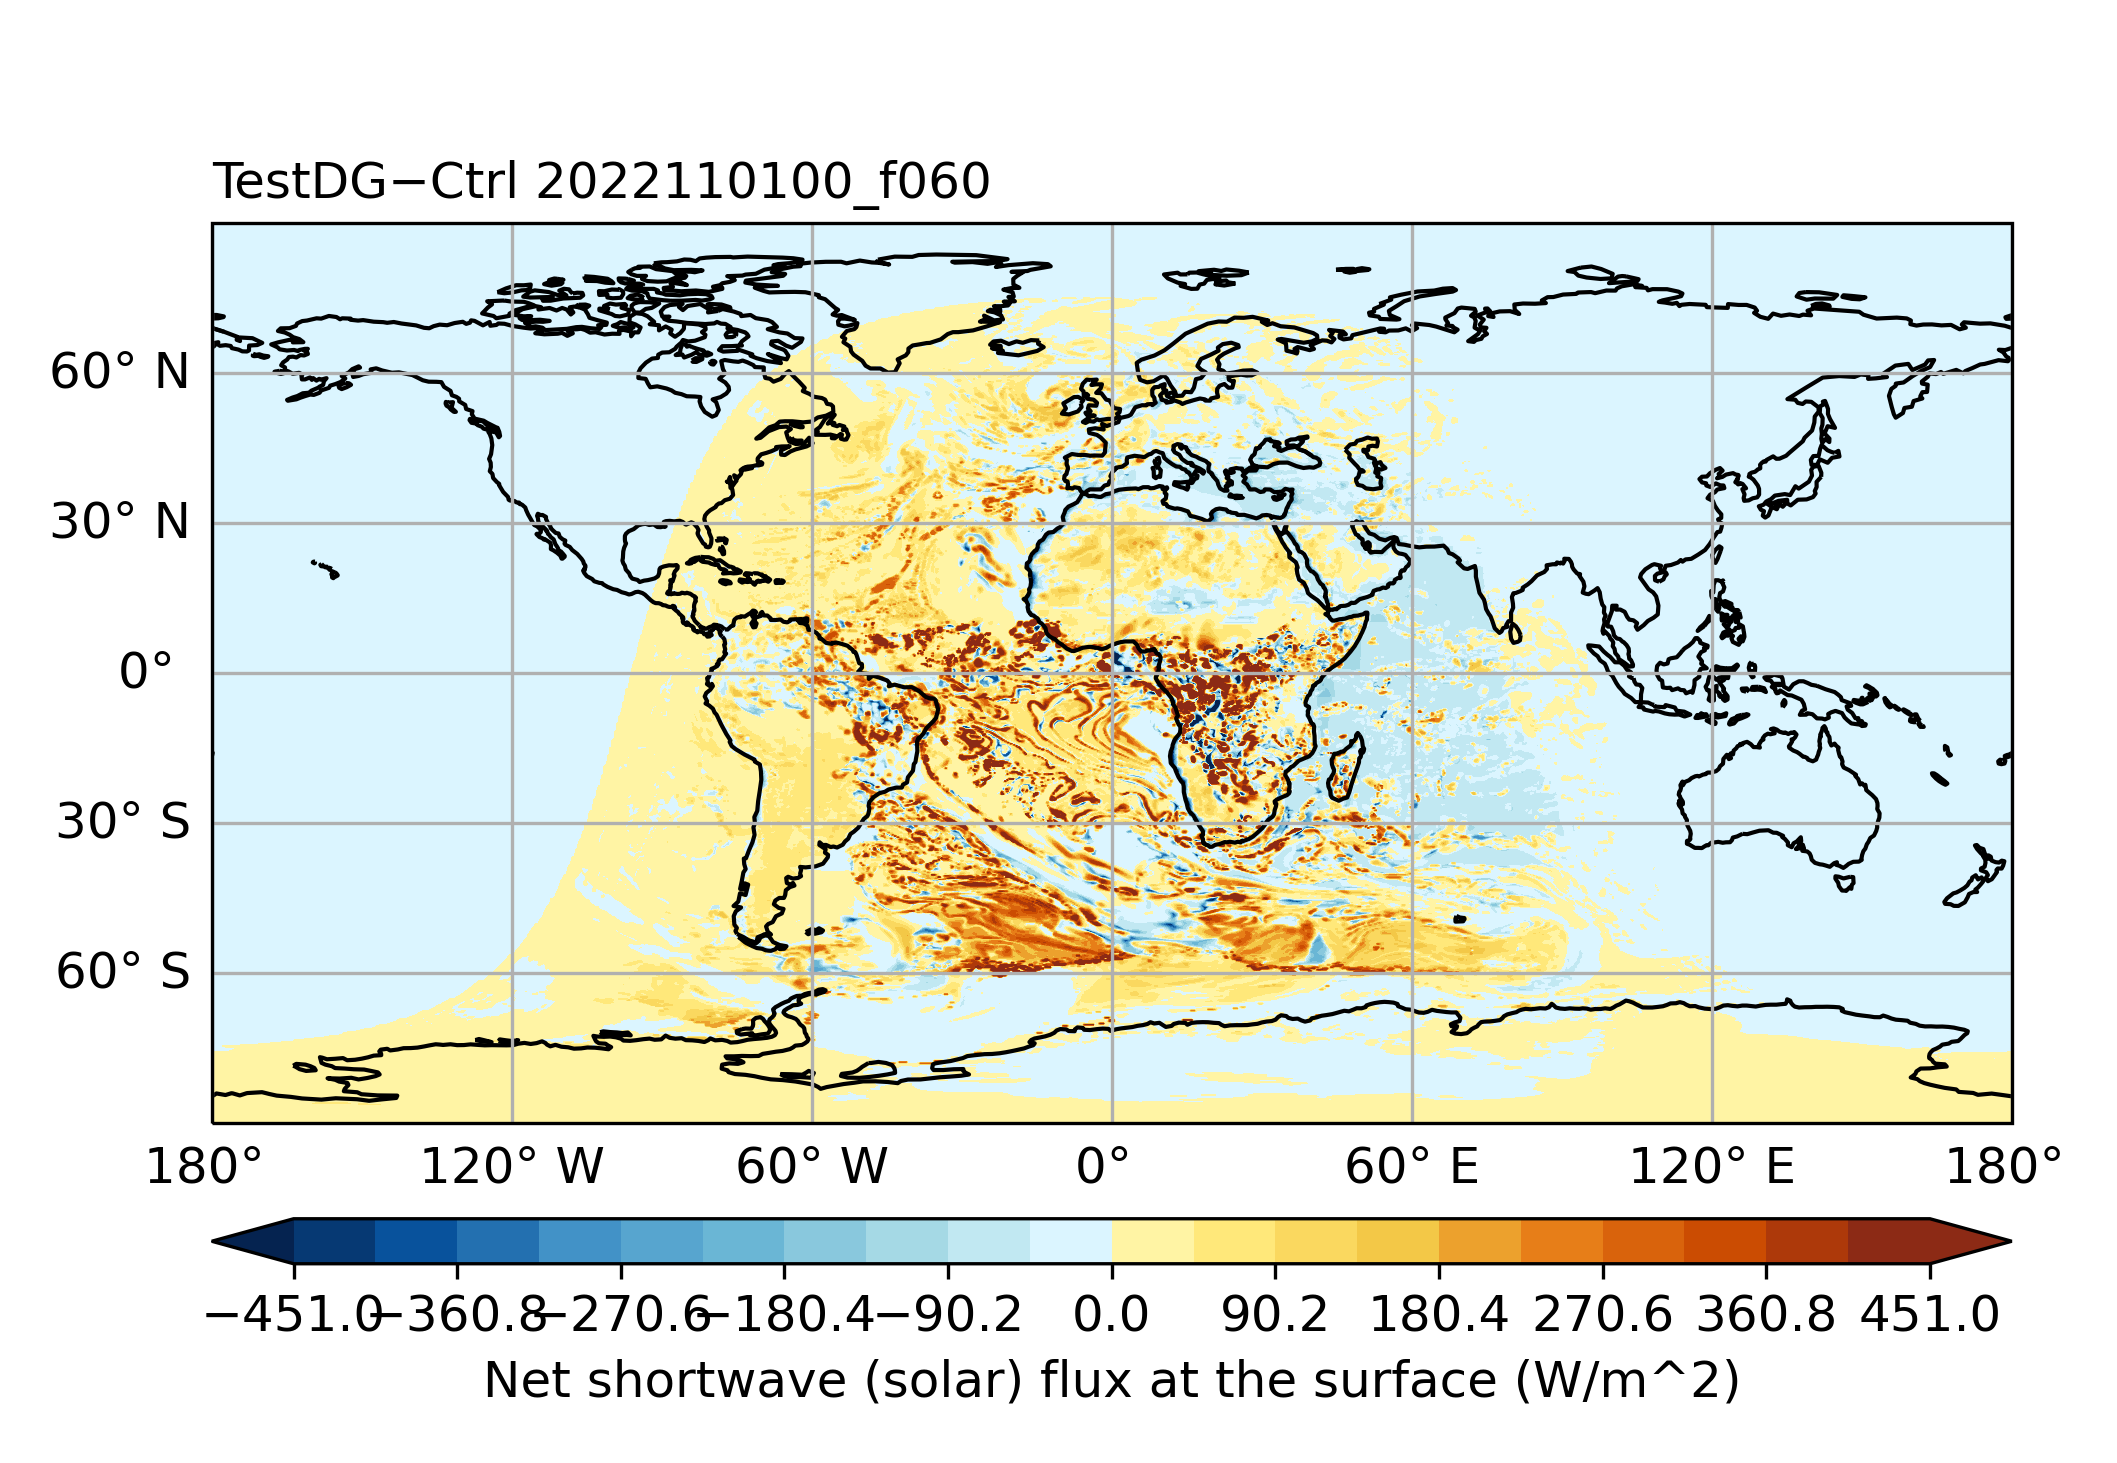 TestDG−Ctrl 2022110100_f060
60° N
30° N
0°
30° S
60° S
180° 120° W 60° W 0° 60° E 120° E 180°
−451.0 −360.8 −270.6 −180.4 −90.2 0.0 90.2 180.4 270.6 360.8 451.0
Net shortwave (solar) flux at the surface (W/m^2)